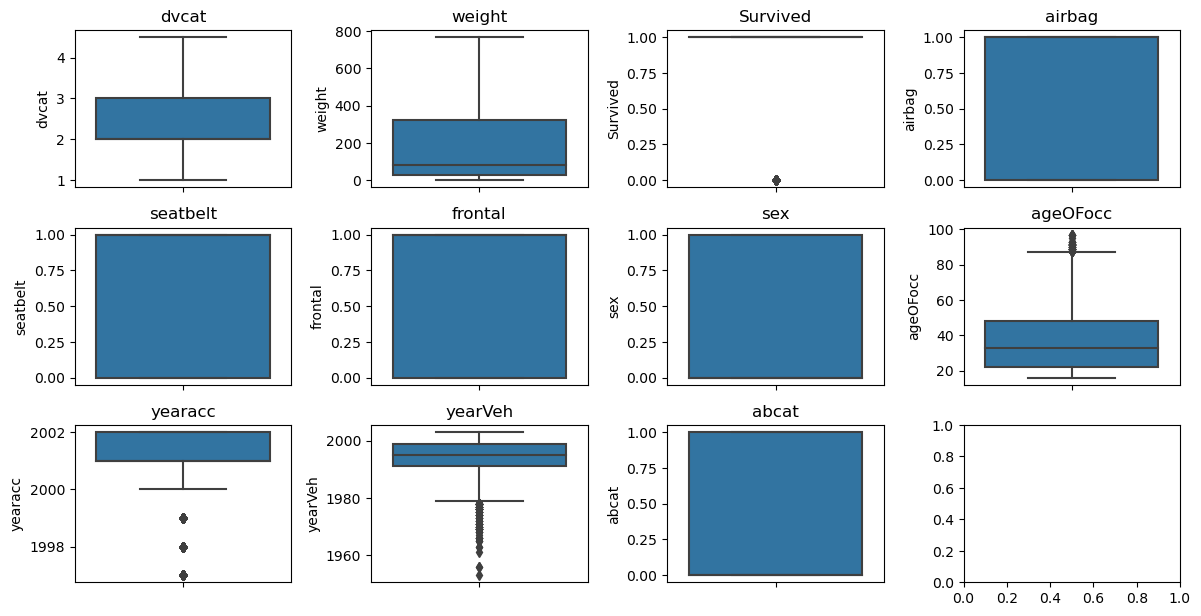 dvcat
weight
Survived
airbag
4
3
2
1
dvcat
800
600
400
200
0
weight
1.00
0.75
0.50
0.25
0.00
Survived
1.00
0.75
0.50
0.25
0.00
airbag
seatbelt
frontal
sex
ageOFocc
1.00
0.75
0.50
0.25
0.00
seatbelt
1.00
0.75
0.50
0.25
0.00
frontal
1.00
0.75
0.50
0.25
0.00
sex
100
80
60
40
20
ageOFocc
yearacc
yearVeh
abcat
2002
2000
1998
yearacc
2000
1980
1960
yearVeh
1.00
0.75
0.50
0.25
0.00
abcat
1.0
0.8
0.6
0.4
0.2
0.0
0.0 0.2 0.4 0.6 0.8 1.0